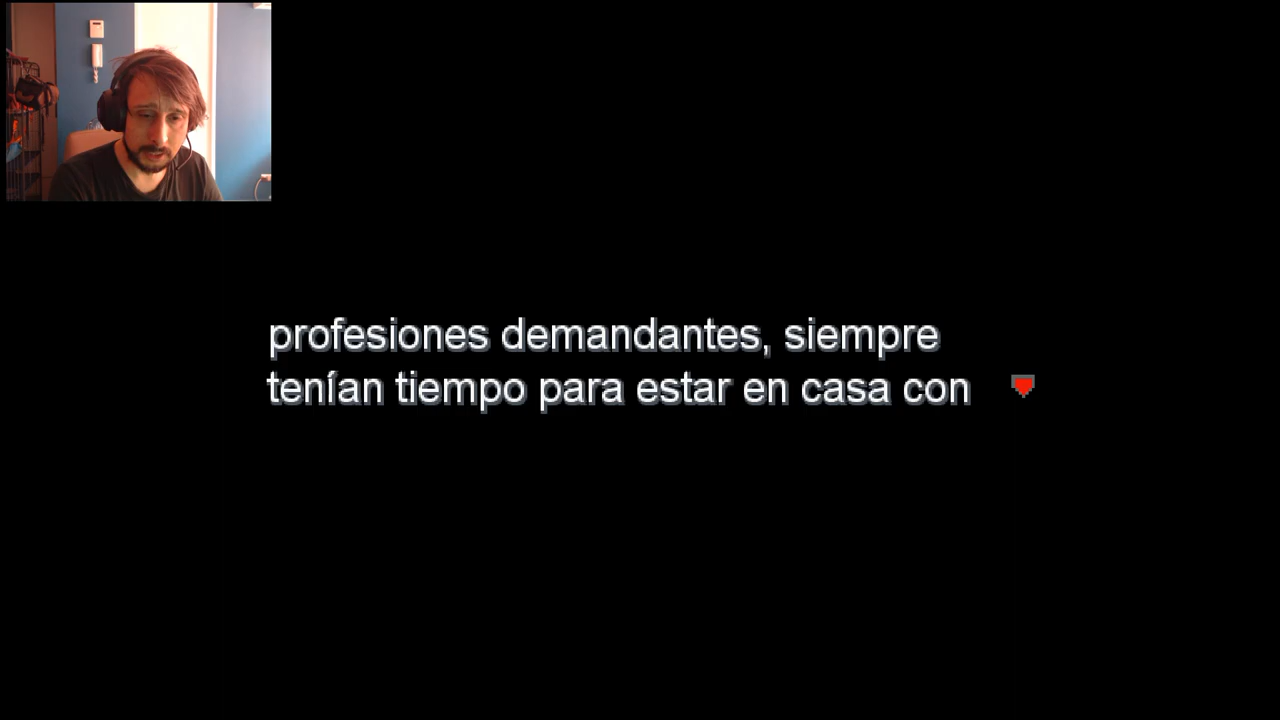 profesiones demandantes, siempre
tenían tiempo para estar en casa con